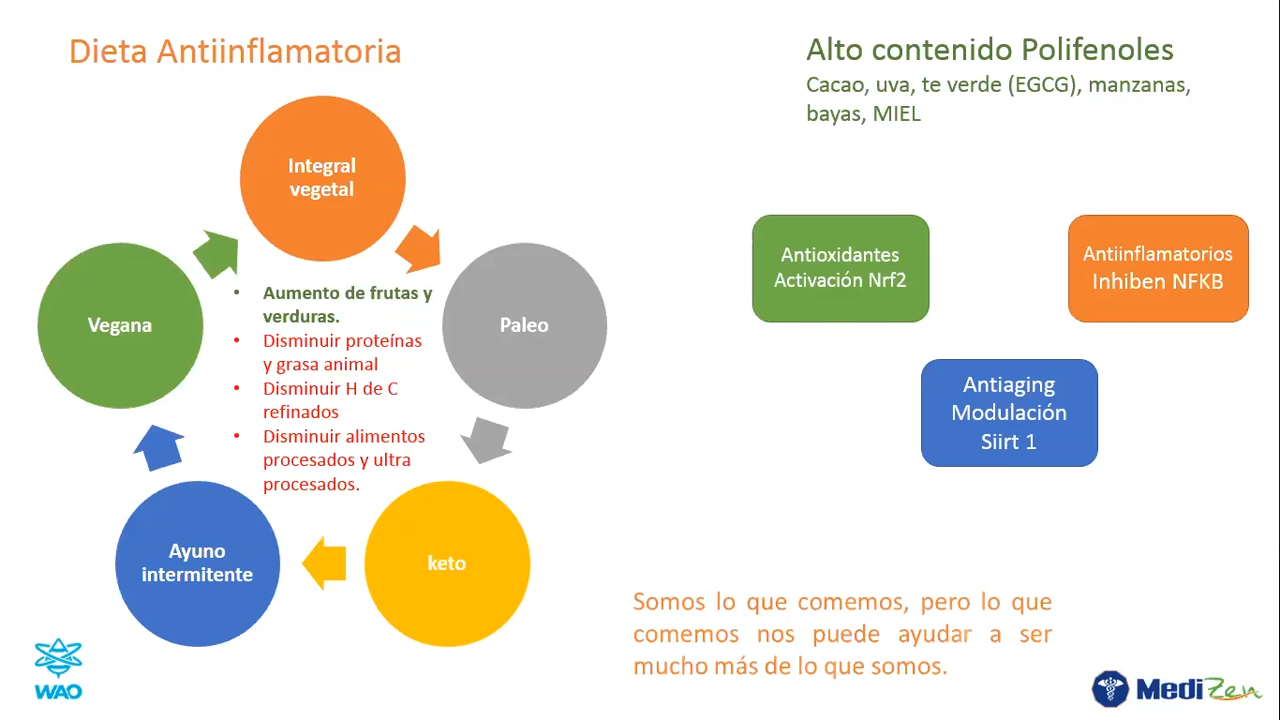 Dieta Antiinflamatoria
Integral
vegetal
Paleo
keto
Ayuno
intermitente
Vegana
• Aumento de frutas y
verduras.
• Disminuir proteínas
y grasa animal
• Disminuir H de C
refinados
• Disminuir alimentos
procesados y ultra
procesados.
Alto contenido Polifenoles
Cacao, uva, te verde (EGCG), manzanas,
bayas, MIEL
Antioxidantes
Activación Nrf2
Antiinflamatorios
Inhiben NFKB
Antiaging
Modulación
Siirt 1
Somos lo que comemos, pero lo que
comemos nos puede ayudar a ser
mucho más de lo que somos.
WAO
MediZen